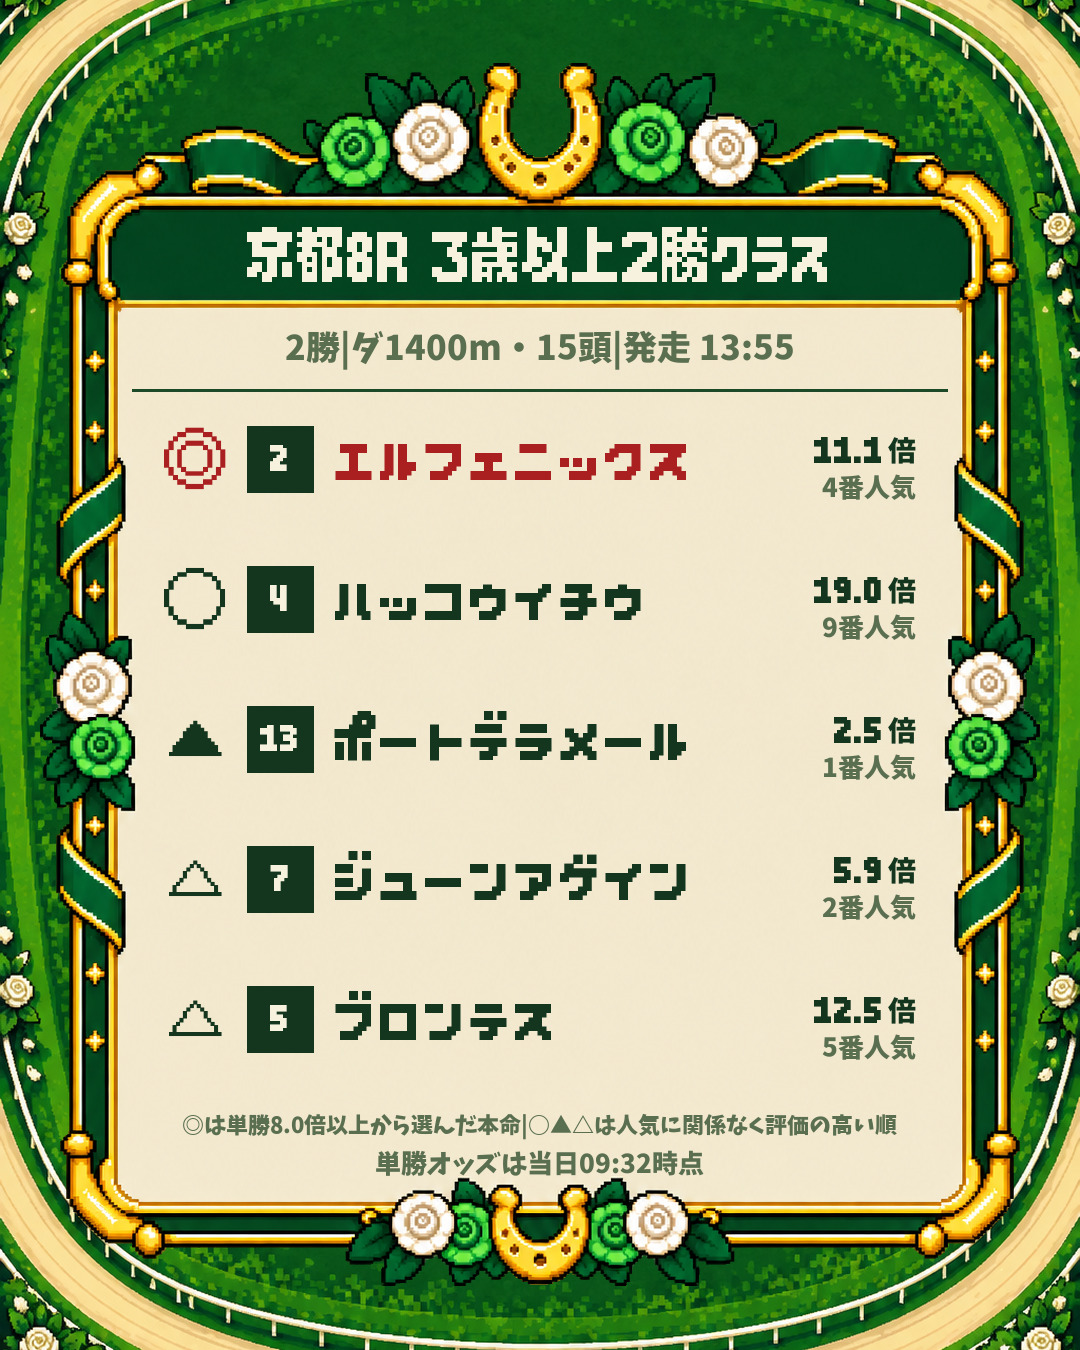 京都8R 3歳以上2勝クラス
2勝|ダ1400m・15頭|発走 13:55
◎ 2 エルフェニックス 11.1倍
4番人気
○ 4 ハッコウイチウ 19.0倍
9番人気
▲ 13 ポートデラメール 2.5倍
1番人気
△ 7 ジューンアゲイン 5.9倍
2番人気
△ 5 ブロンテス 12.5倍
5番人気
◎は単勝8.0倍以上から選んだ本命|○▲△は人気に関係なく評価の高い順
単勝オッズは当日09:32時点